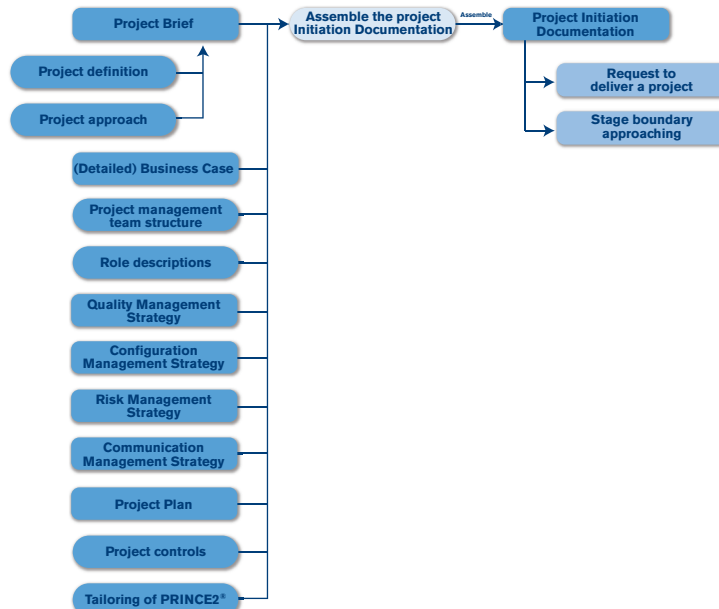 Project Brief
Assemble the project
Initiation Documentation
Assemble
Project Initiation
Documentation
Project definition
Request to
deliver a project
Project approach
Stage boundary
approaching
(Detailed) Business Case
Project management
team structure
Role descriptions
Quality Management
Strategy
Configuration
Management Strategy
Risk Management
Strategy
Communication
Management Strategy
Project Plan
Project controls
Tailoring of PRINCE2®